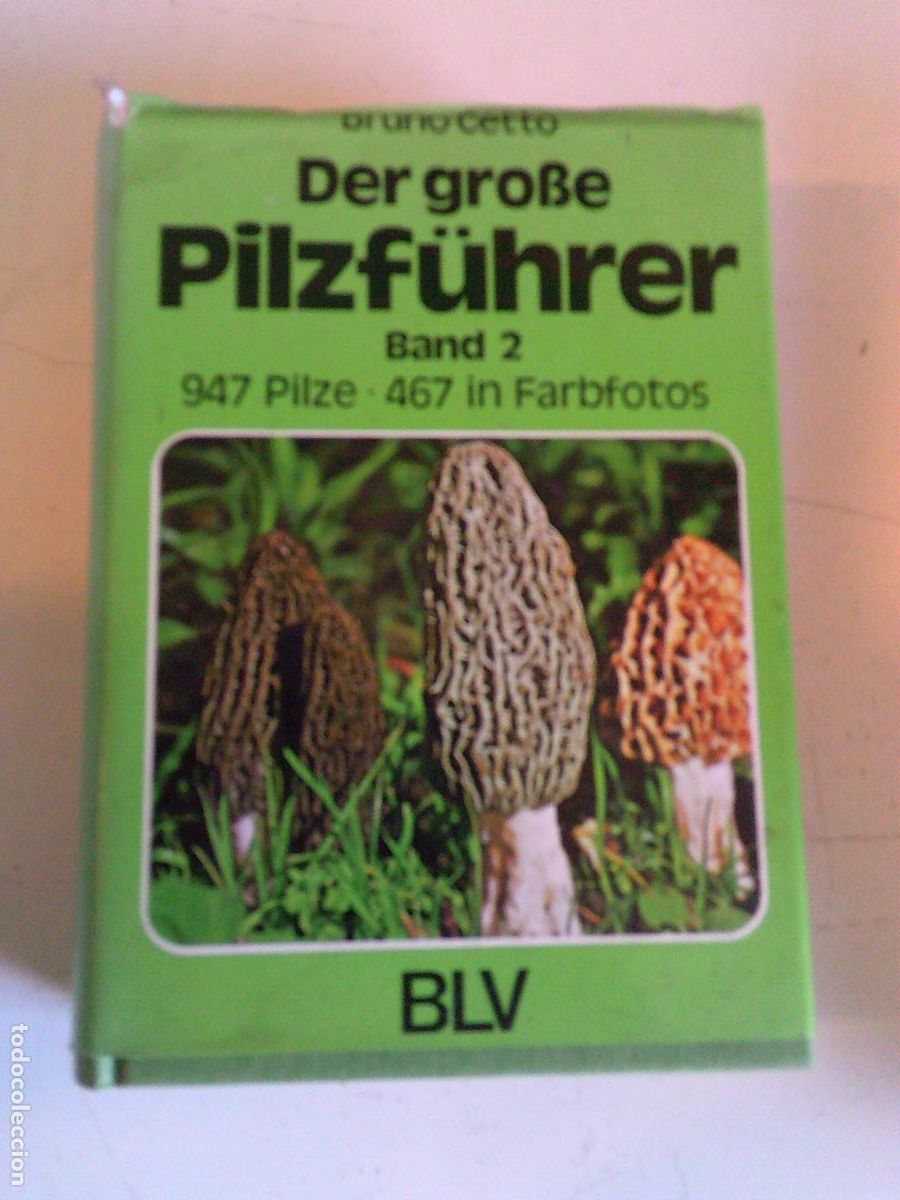 Bruno Cetto
Der große
Pilzführer
Band 2
947 Pilze · 467 in Farbfotos
BLV
todocoleccion